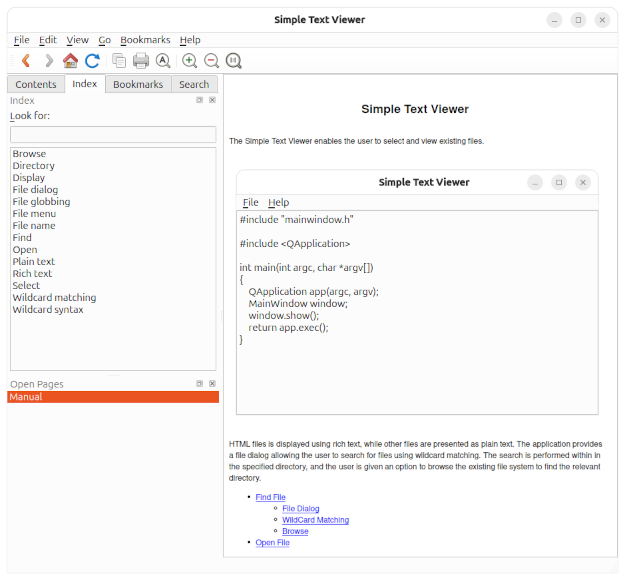 Simple Text Viewer
File Edit View Go Bookmarks Help
Contents Index Bookmarks Search
Index
Look for:
Browse
Directory
Display
File dialog
File globbing
File menu
File name
Find
Open
Plain text
Rich text
Select
Wildcard matching
Wildcard syntax
Open Pages
Manual
Simple Text Viewer
The Simple Text Viewer enables the user to select and view existing files.
Simple Text Viewer
File Help
#include "mainwindow.h"
#include <QApplication>
int main(int argc, char *argv[])
{
QApplication app(argc, argv);
MainWindow window;
window.show();
return app.exec();
}
HTML files is displayed using rich text, while other files are presented as plain text. The application provides
a file dialog allowing the user to search for files using wildcard matching. The search is performed within in
the specified directory, and the user is given an option to browse the existing file system to find the relevant
directory.
Find File
File Dialog
WildCard Matching
Browse
Open File